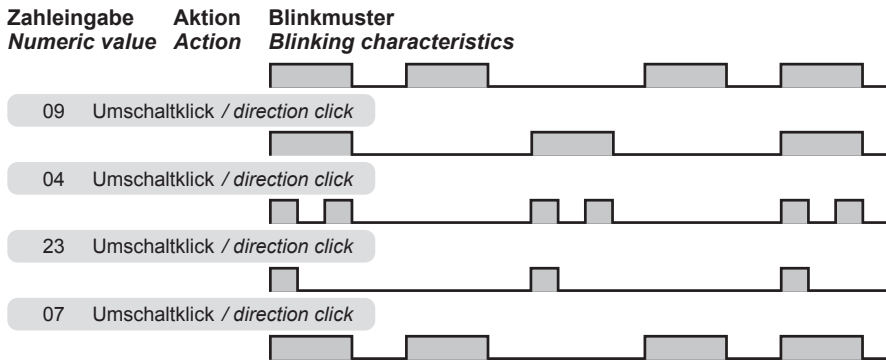 Zahleingabe Aktion Blinkmuster
Numeric value Action Blinking characteristics
09 Umschaltklick / direction click
04 Umschaltklick / direction click
23 Umschaltklick / direction click
07 Umschaltklick / direction click